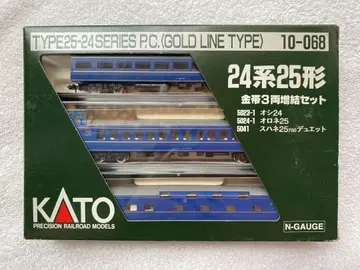 TYPE25-24SERIES P.C.〈GOLD LINE TYPE〉 10-068
24系25形
金帯3両増結セット
5023-1 オシ24
5024-1 オロネ25
5041 スハネ25700デュエット
KATO
PRECISION RAILROAD MODELS
N-GAUGE